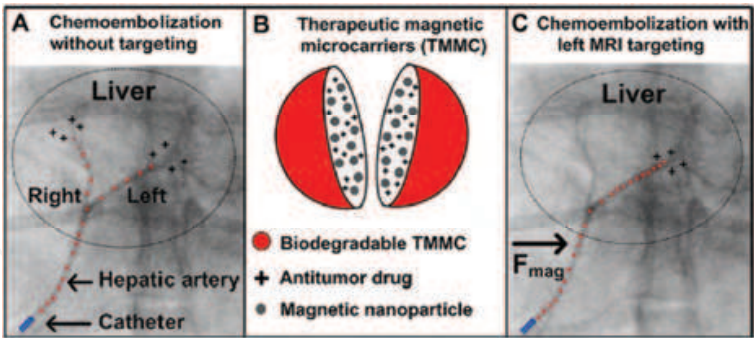 A Chemoembolization
without targeting
Liver
Right
Left
Hepatic artery
Catheter
B Therapeutic magnetic
microcarriers (TMMC)
Biodegradable TMMC
Antitumor drug
Magnetic nanoparticle
C Chemoembolization with
left MRI targeting
Liver
Fmag